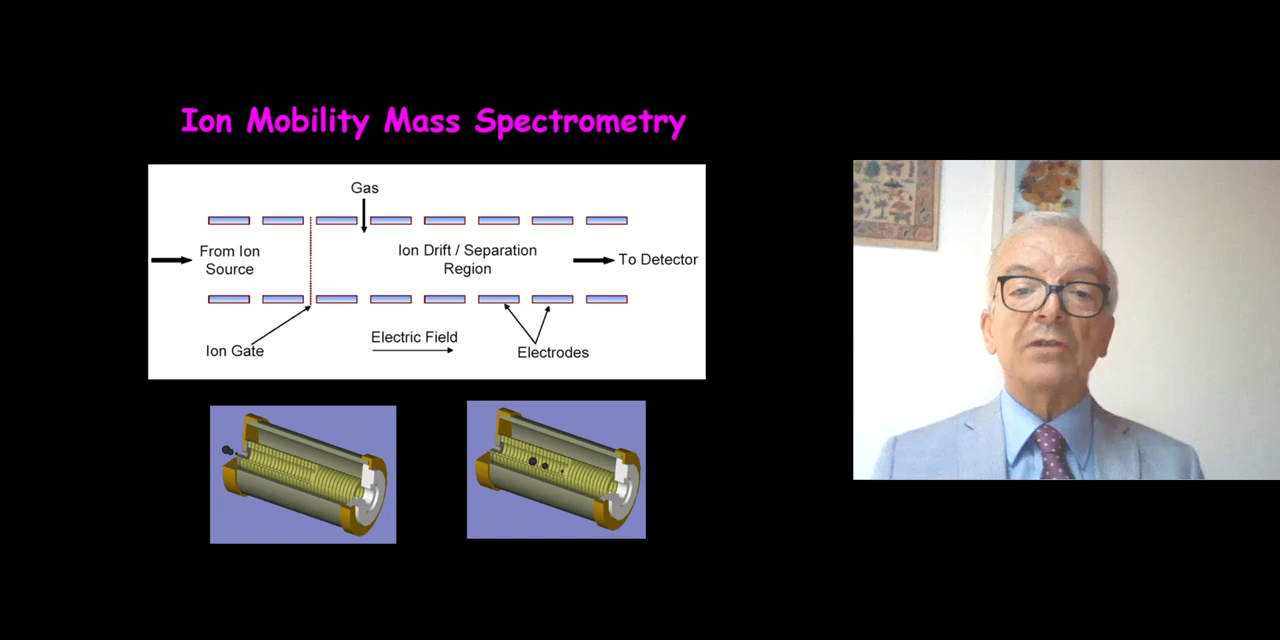 Ion Mobility Mass Spectrometry
Gas
From Ion
Source
Ion Drift / Separation
Region
To Detector
Ion Gate
Electric Field
Electrodes